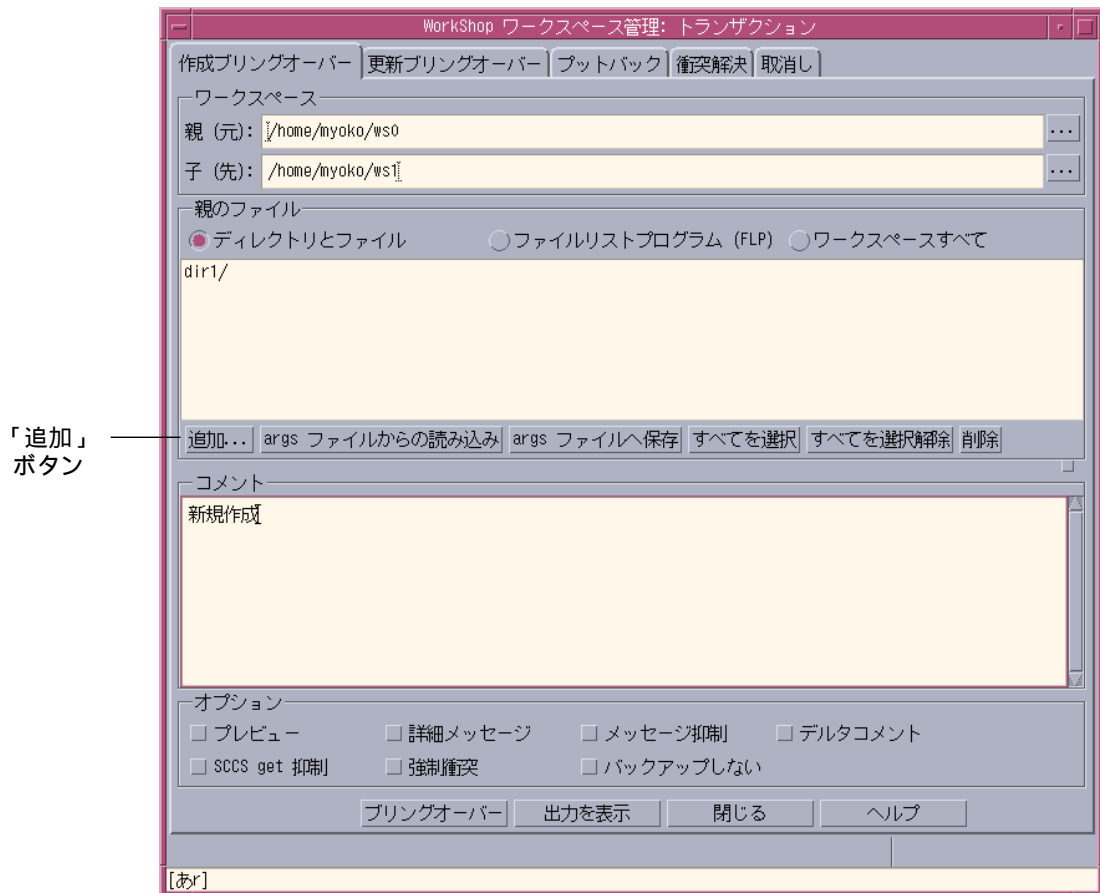 WorkShop ワークスペース管理: トランザクション
作成ブリングオーバー 更新ブリングオーバー プットバック 衝突解決 取消し
ワークスペース
親 (元): /home/myoko/ws0 ...
子 (先): /home/myoko/ws1 ...
親のファイル
ディレクトリとファイル ファイルリストプログラム (FLP) ワークスペースすべて
dir1/
「追加」
ボタン
追加... args ファイルからの読み込み args ファイルへ保存 すべてを選択 すべてを選択解除 削除
コメント
新規作成
オプション
プレビュー 詳細メッセージ メッセージ抑制 デルタコメント
SCCS get 抑制 強制衝突 バックアップしない
ブリングオーバー 出力を表示 閉じる ヘルプ
[あr]